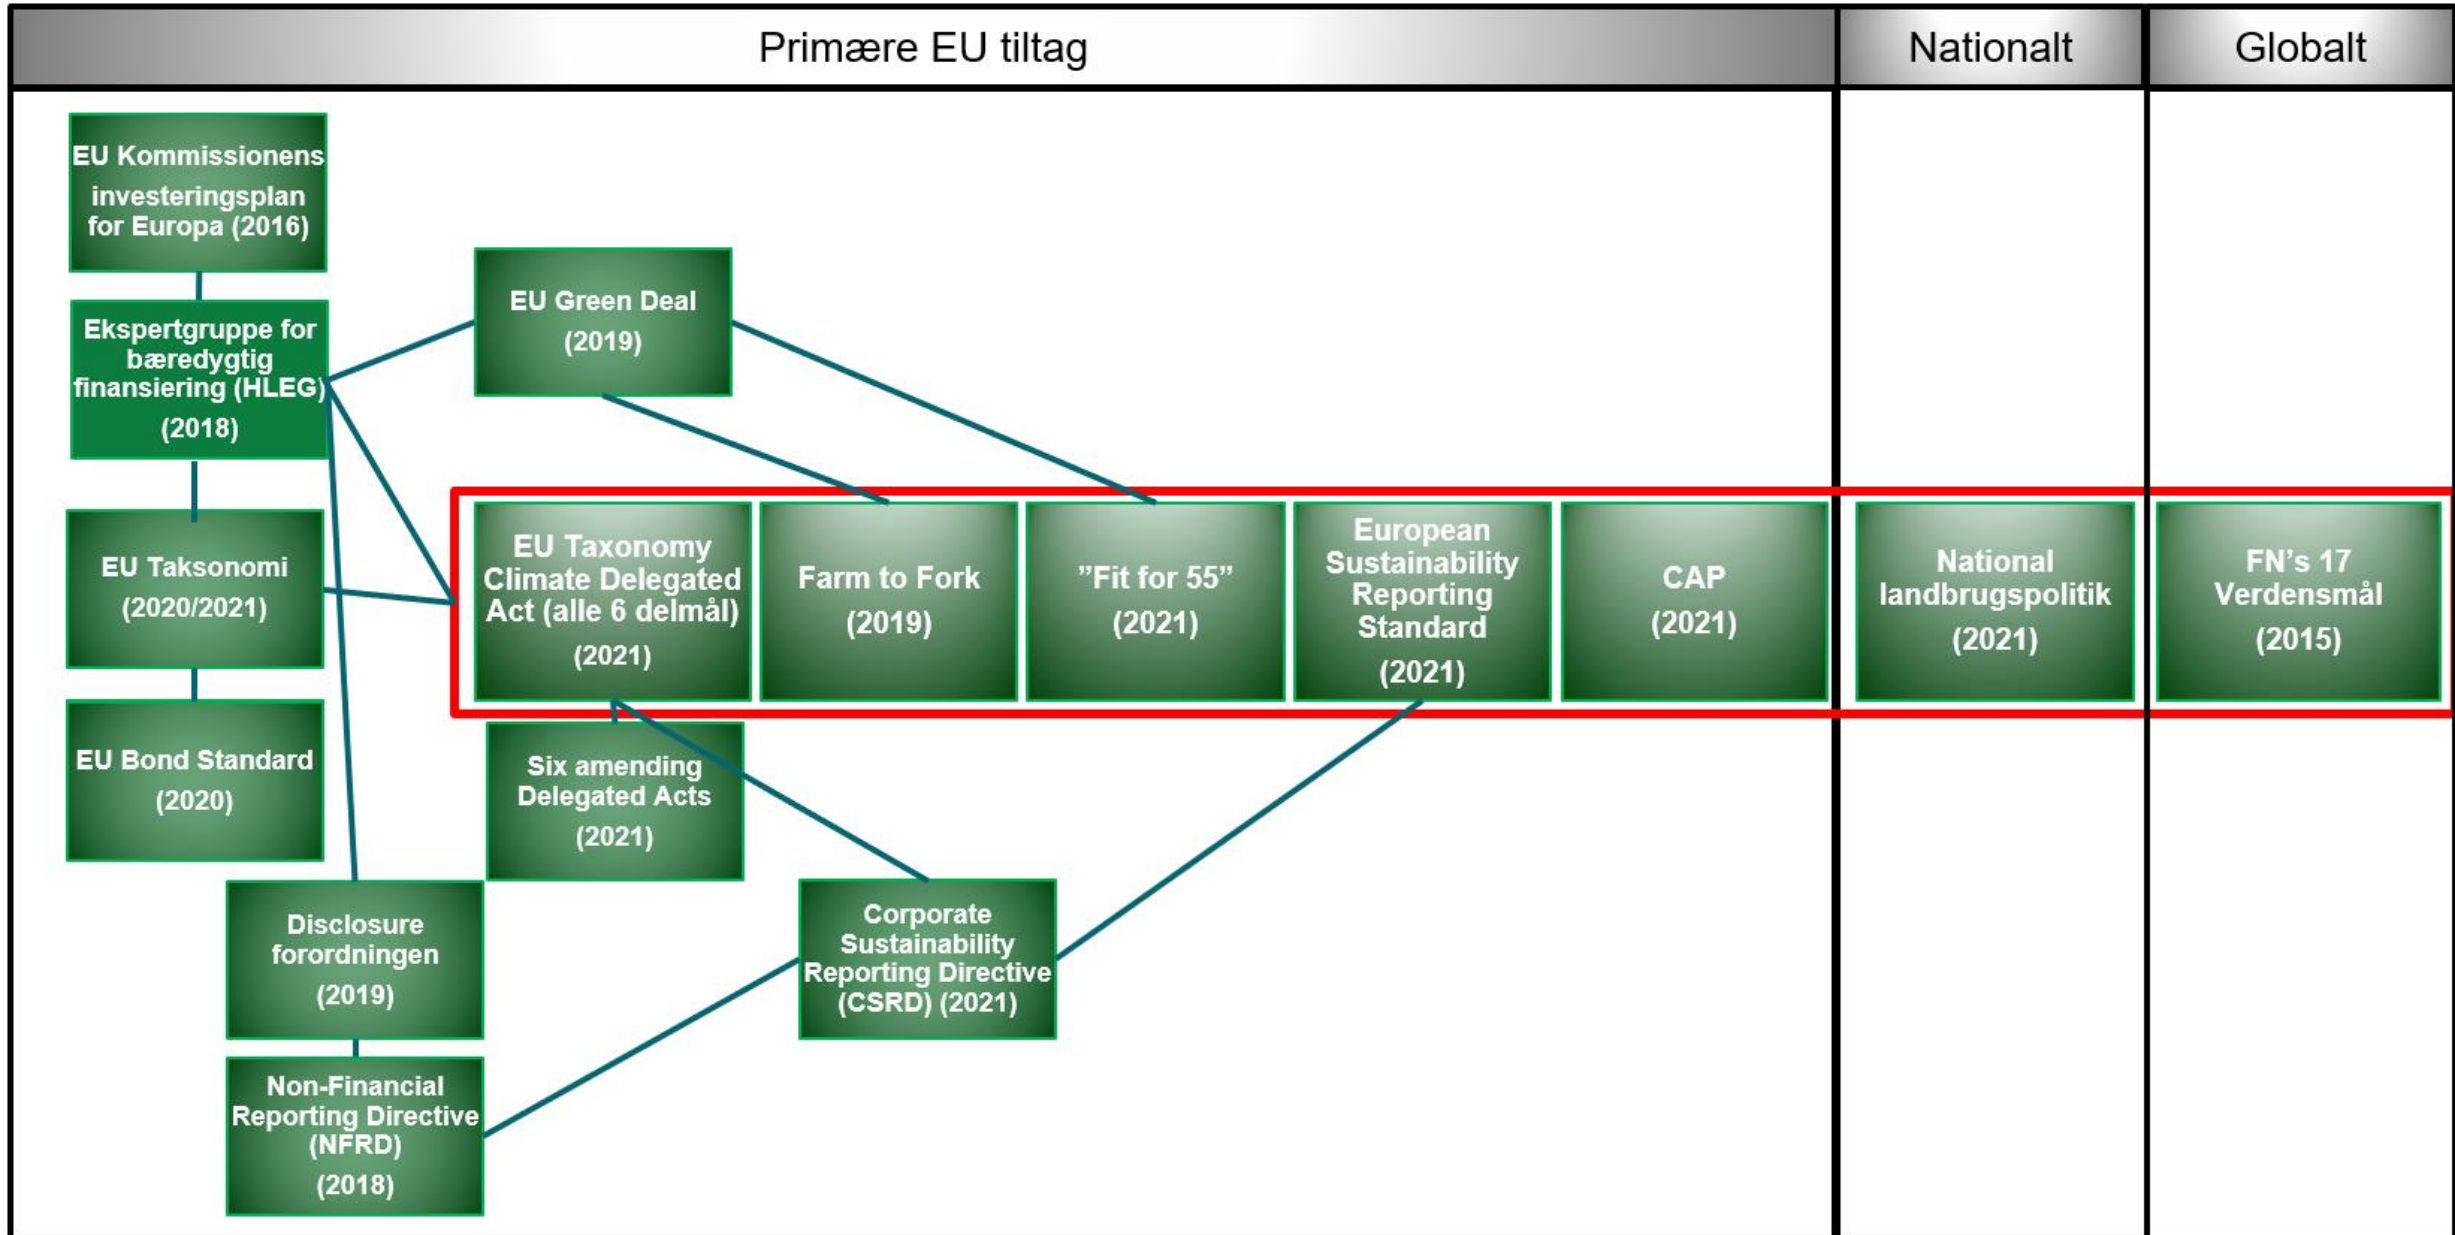 Primære EU tiltag
Nationalt
Globalt
EU Kommissionens
investeringsplan
for Europa (2016)
Ekspertgruppe for
bæredygtig
finansiering (HLEG)
(2018)
EU Taksonomi
(2020/2021)
EU Bond Standard
(2020)
Disclosure
forordningen
(2019)
Non-Financial
Reporting Directive
(NFRD)
(2018)
EU Green Deal
(2019)
EU Taxonomy
Climate Delegated
Act (alle 6 delmål)
(2021)
Farm to Fork
(2019)
”Fit for 55”
(2021)
European
Sustainability
Reporting
Standard
(2021)
CAP
(2021)
National
landbrugspolitik
(2021)
FN’s 17
Verdensmål
(2015)
Six amending
Delegated Acts
(2021)
Corporate
Sustainability
Reporting Directive
(CSRD) (2021)